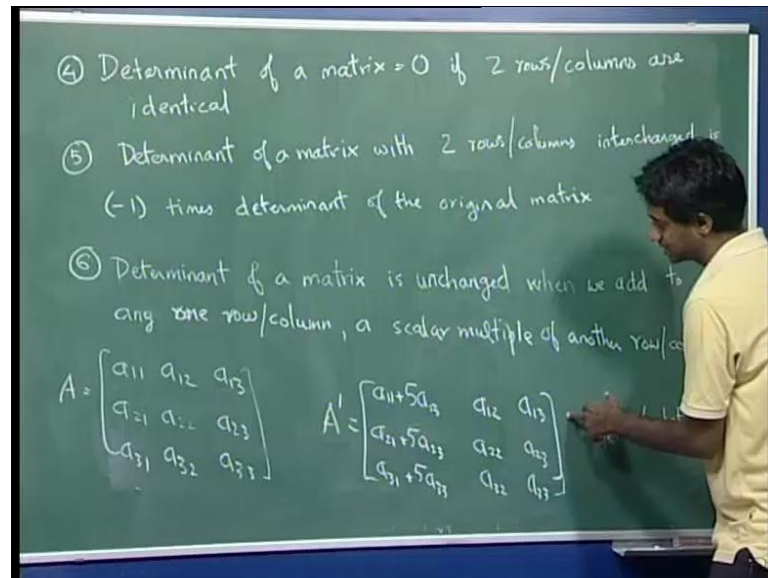 ④ Determinant of a matrix = 0 if 2 rows/columns are
identical
⑤ Determinant of a matrix with 2 rows/columns interchanged is
(-1) times determinant of the original matrix
⑥ Determinant of a matrix is unchanged when we add to
any one row/column, a scalar multiple of another row/co
A = [a11 a12 a13
a21 a22 a23
a31 a32 a33]
A' = [a11+5a13 a12 a13
a21+5a23 a22 a23
a31+5a33 a32 a33]